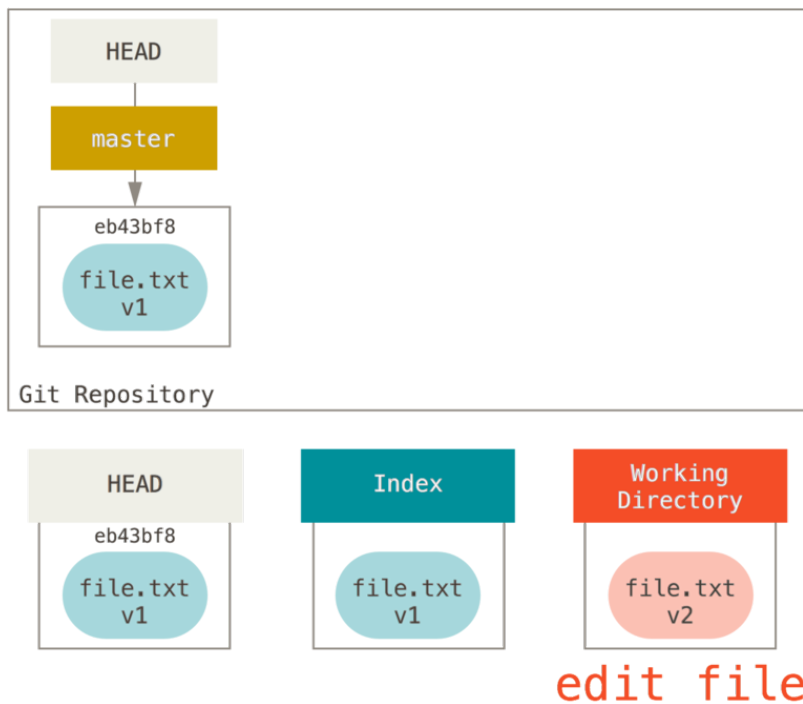 HEAD
master
eb43bf8
file.txt
v1
Git Repository
HEAD
Index
Working
Directory
eb43bf8
file.txt
v1
file.txt
v1
file.txt
v2
edit file